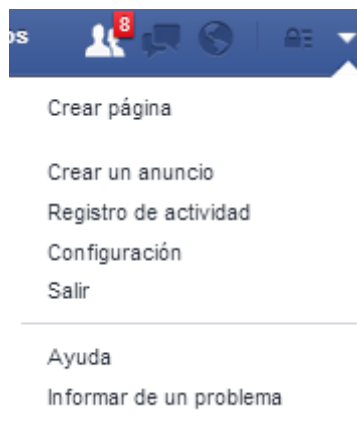 os
8
Crear página
Crear un anuncio
Registro de actividad
Configuración
Salir
Ayuda
Informar de un problema